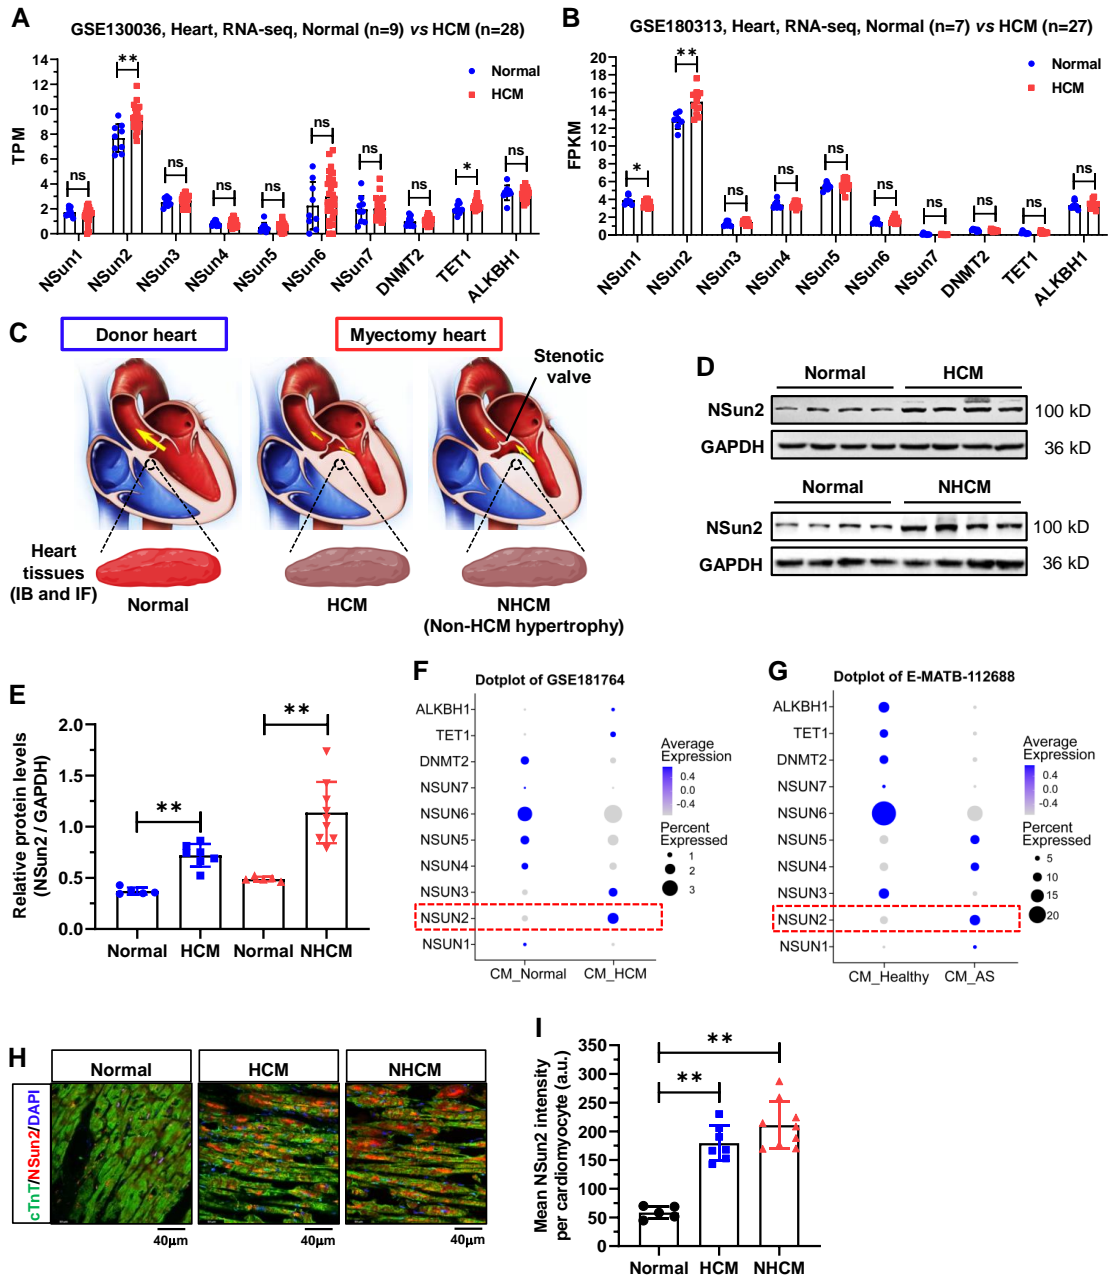 A
GSE130036, Heart, RNA-seq, Normal (n=9) vs HCM (n=28)
TPM
14
12
10
8
6
4
2
0
Normal
HCM
ns
**
ns
ns
ns
ns
ns
ns
*
ns
NSun1
NSun2
NSun3
NSun4
NSun5
NSun6
NSun7
DNMT2
TET1
ALKBH1
B
GSE180313, Heart, RNA-seq, Normal (n=7) vs HCM (n=27)
FPKM
20
18
16
14
12
10
8
6
4
2
0
Normal
HCM
*
**
ns
ns
ns
ns
ns
ns
ns
ns
NSun1
NSun2
NSun3
NSun4
NSun5
NSun6
NSun7
DNMT2
TET1
ALKBH1
C
Donor heart
Myectomy heart
Stenotic
valve
Heart
tissues
(IB and IF)
Normal
HCM
NHCM
(Non-HCM hypertrophy)
D
Normal HCM
NSun2 100 kD
GAPDH 36 kD
Normal NHCM
NSun2 100 kD
GAPDH 36 kD
E
Relative protein levels
(NSun2 / GAPDH)
2.0
1.5
1.0
0.5
0.0
**
**
Normal HCM Normal NHCM
F
Dotplot of GSE181764
ALKBH1
TET1
DNMT2
NSUN7
NSUN6
NSUN5
NSUN4
NSUN3
NSUN2
NSUN1
CM_Normal CM_HCM
Average
Expression
0.4
0.0
-0.4
Percent
Expressed
1
2
3
G
Dotplot of E-MATB-112688
ALKBH1
TET1
DNMT2
NSUN7
NSUN6
NSUN5
NSUN4
NSUN3
NSUN2
NSUN1
CM_Healthy CM_AS
Average
Expression
0.4
0.0
-0.4
Percent
Expressed
5
10
15
20
H
Normal HCM NHCM
cTnT/NSun2/DAPI
40μm 40μm 40μm
I
Mean NSun2 intensity
per cardiomyocyte (a.u.)
350
300
250
200
150
100
50
0
**
**
Normal HCM NHCM